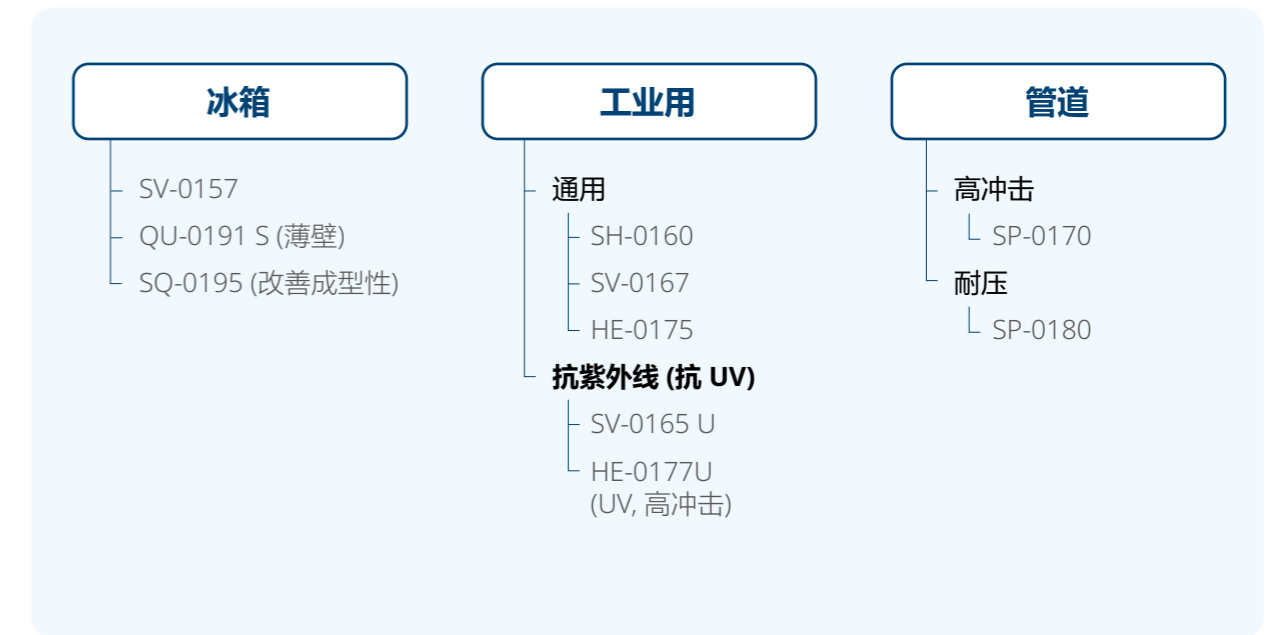 冰箱
SV-0157
QU-0191 S (薄壁)
SQ-0195 (改善成型性)
工业用
通用
SH-0160
SV-0167
HE-0175
抗紫外线 (抗 UV)
SV-0165 U
HE-0177U
(UV, 高冲击)
管道
高冲击
SP-0170
耐压
SP-0180